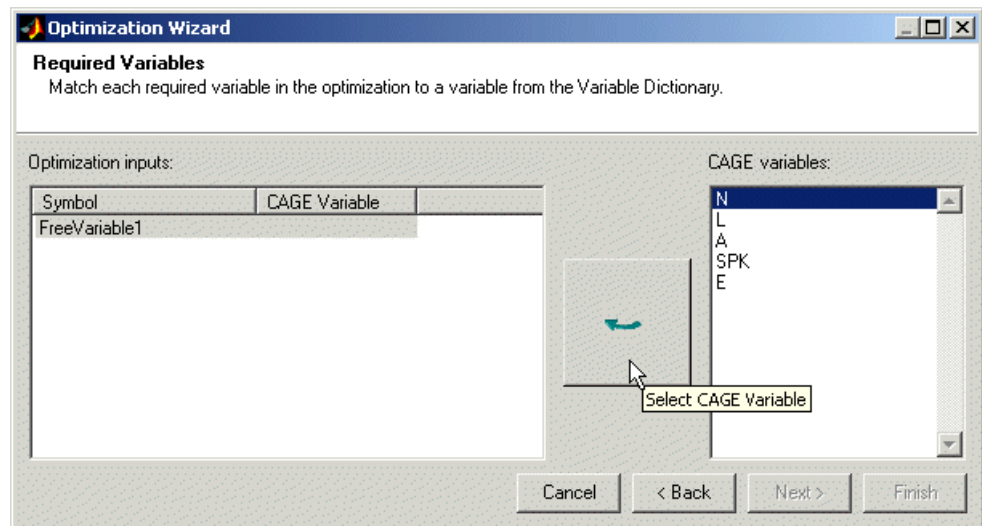 Optimization Wizard
Required Variables
Match each required variable in the optimization to a variable from the Variable Dictionary.
Optimization inputs:
CAGE variables:
Symbol CAGE Variable
FreeVariable1
N
L
A
SPK
E
Select CAGE Variable
Cancel < Back Next > Finish